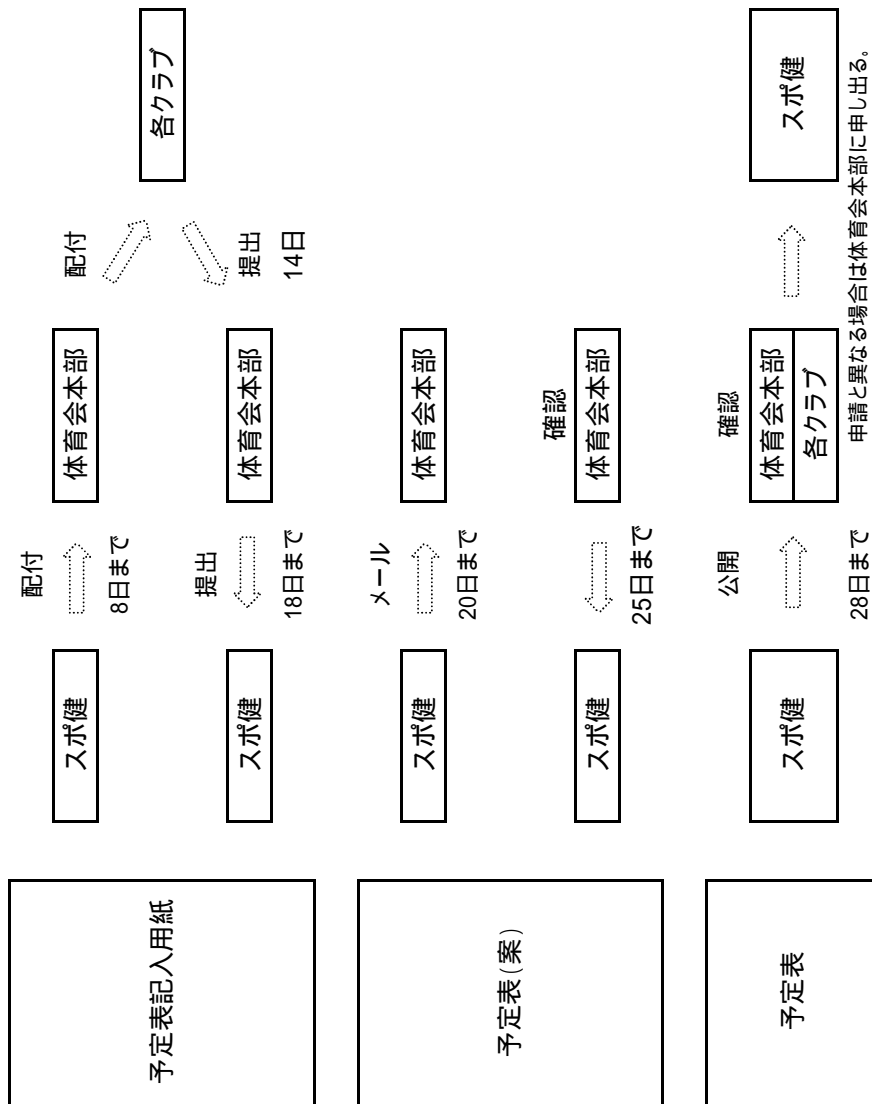 予定表記入用紙
配付
配付
スポ健
体育会本部
各クラブ
8日まで
提出
提出
14日
スポ健
体育会本部
18日まで
予定表(案)
メール
スポ健
体育会本部
20日まで
確認
スポ健
体育会本部
25日まで
予定表
公開
確認
スポ健
体育会本部
各クラブ
スポ健
28日まで
申請と異なる場合は体育会本部に申し出る。